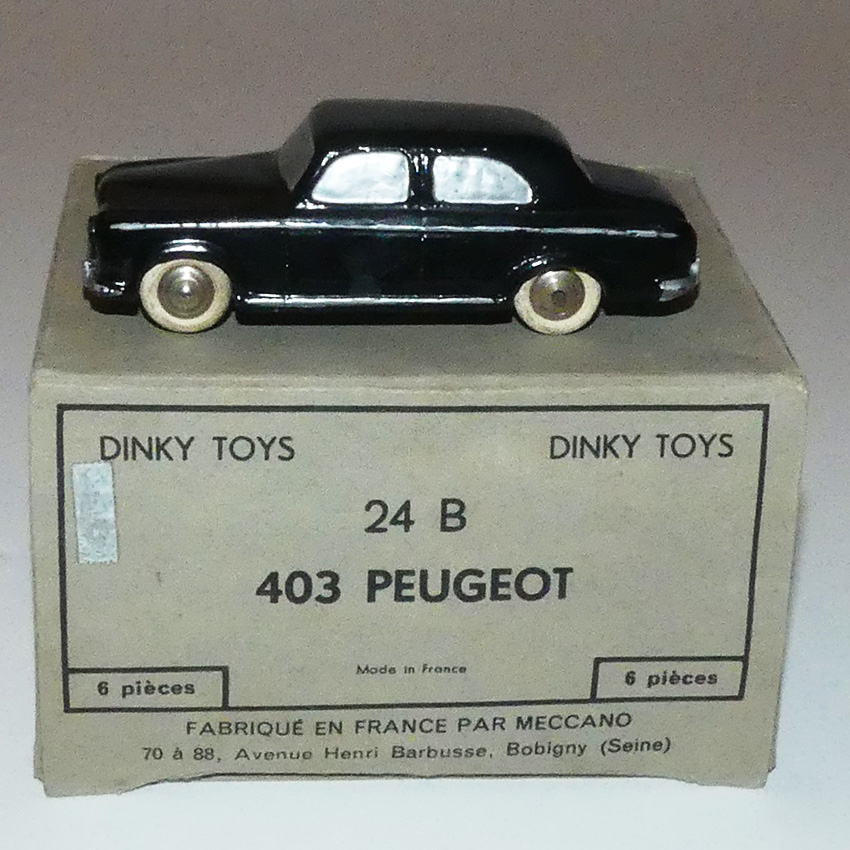 DINKY TOYS DINKY TOYS
24 B
403 PEUGEOT
Made in France
6 pièces 6 pièces
FABRIQUÉ EN FRANCE PAR MECCANO
70 à 88, Avenue Henri Barbusse, Bobigny (Seine)